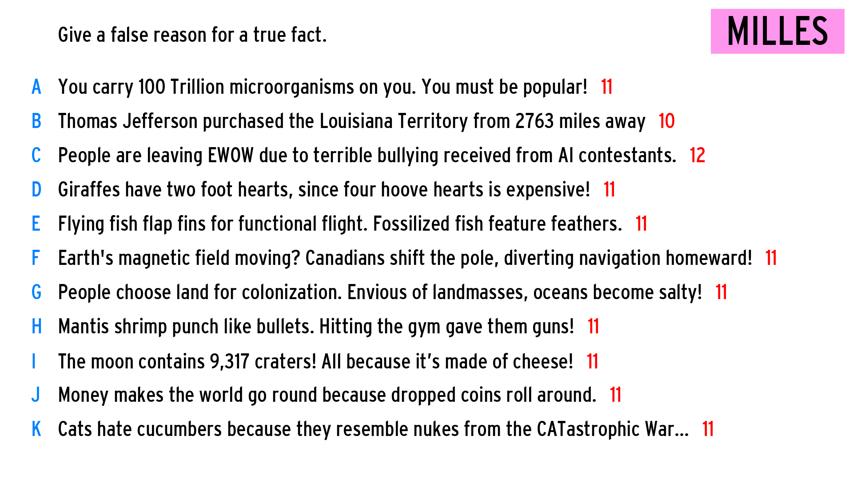 Give a false reason for a true fact.
MILLES
A You carry 100 Trillion microorganisms on you. You must be popular! 11
B Thomas Jefferson purchased the Louisiana Territory from 2763 miles away 10
C People are leaving EWOW due to terrible bullying received from AI contestants. 12
D Giraffes have two foot hearts, since four hoove hearts is expensive! 11
E Flying fish flap fins for functional flight. Fossilized fish feature feathers. 11
F Earth's magnetic field moving? Canadians shift the pole, diverting navigation homeward! 11
G People choose land for colonization. Envious of landmasses, oceans become salty! 11
H Mantis shrimp punch like bullets. Hitting the gym gave them guns! 11
I The moon contains 9,317 craters! All because it’s made of cheese! 11
J Money makes the world go round because dropped coins roll around. 11
K Cats hate cucumbers because they resemble nukes from the CATastrophic War... 11